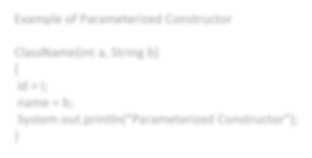 Example of Parameterized Constructor
ClassName(int a, String b)
{
id = i;
name = b;
System.out.println("Parameterized Constructor");
}